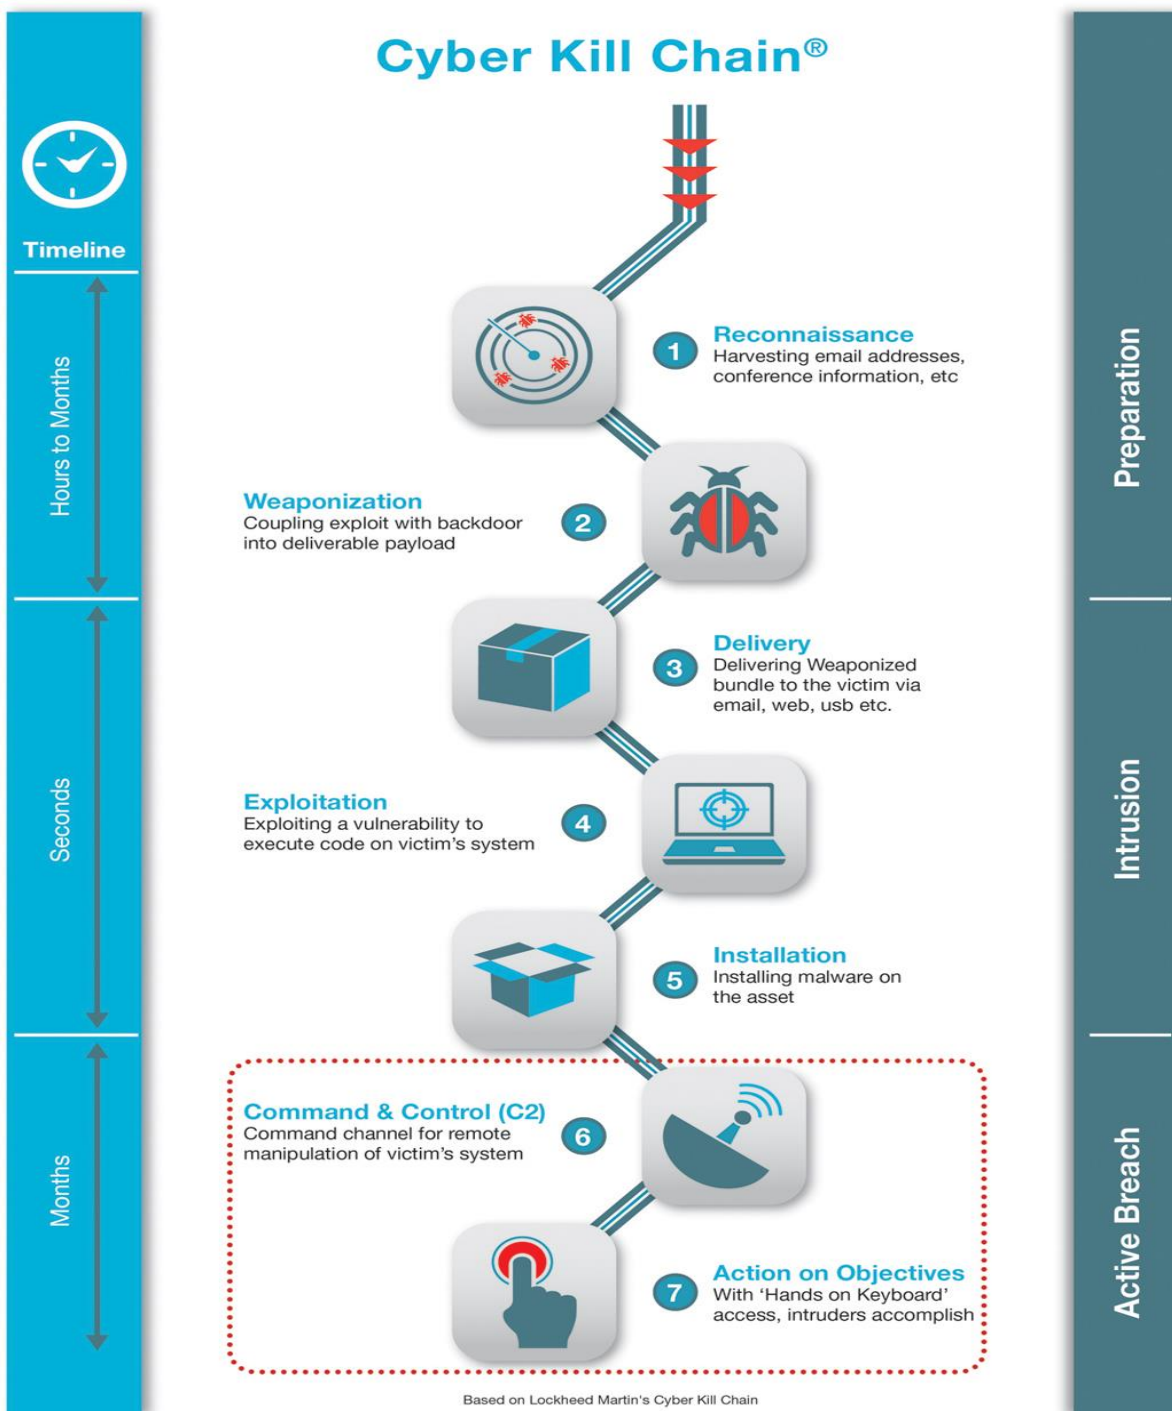 Cyber Kill Chain®
Timeline
Hours to Months
Seconds
Months
1
Reconnaissance
Harvesting email addresses,
conference information, etc
Weaponization
Coupling exploit with backdoor
into deliverable payload
2
3
Delivery
Delivering Weaponized
bundle to the victim via
email, web, usb etc.
Exploitation
Exploiting a vulnerability to
execute code on victim's system
4
5
Installation
Installing malware on
the asset
Command & Control (C2)
Command channel for remote
manipulation of victim's system
6
7
Action on Objectives
With ‘Hands on Keyboard’
access, intruders accomplish
Preparation
Intrusion
Active Breach
Based on Lockheed Martin's Cyber Kill Chain